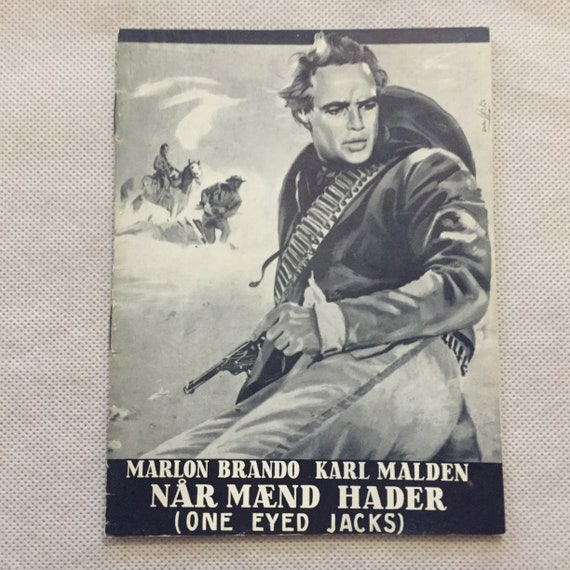 MARLON BRANDO KARL MALDEN
NÅR MÆND HADER
(ONE EYED JACKS)